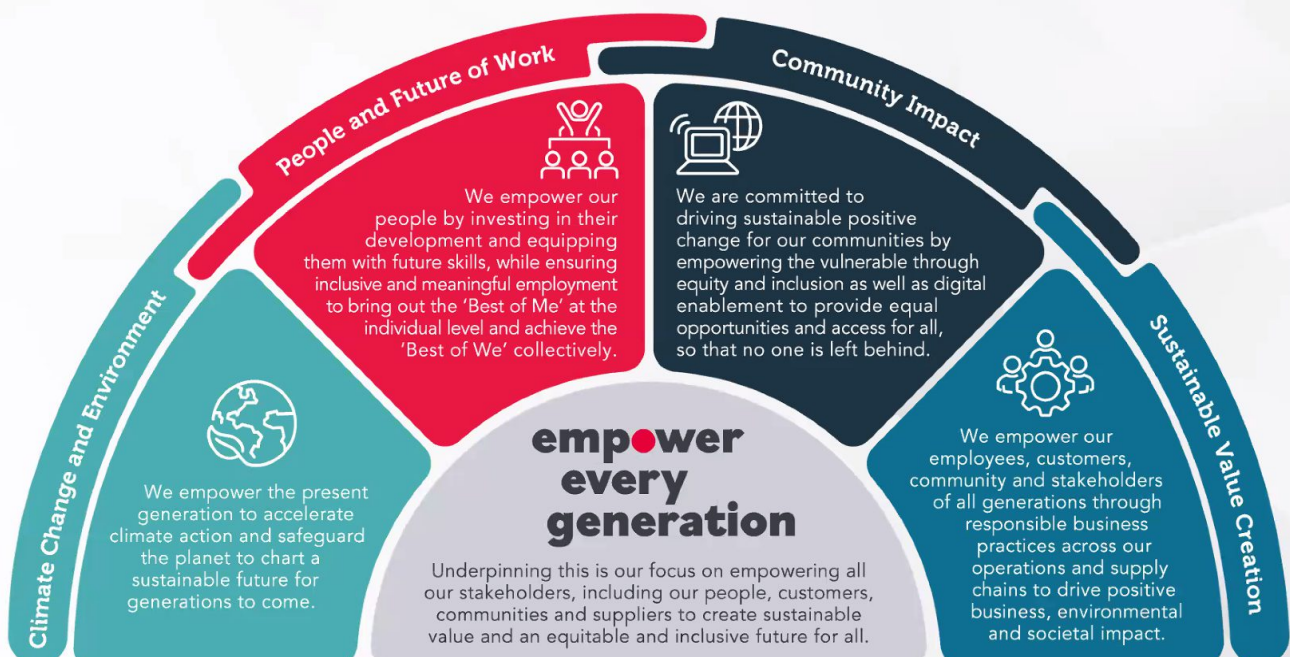 Climate Change and Environment
We empower the present
generation to accelerate
climate action and safeguard
the planet to chart a
sustainable future for
generations to come.
People and Future of Work
We empower our
people by investing in their
development and equipping
them with future skills, while ensuring
inclusive and meaningful employment
to bring out the ‘Best of Me’ at the
individual level and achieve the
‘Best of We’ collectively.
Community Impact
We are committed to
driving sustainable positive
change for our communities by
empowering the vulnerable through
equity and inclusion as well as digital
enablement to provide equal
opportunities and access for all,
so that no one is left behind.
Sustainable Value Creation
We empower our
employees, customers,
community and stakeholders
of all generations through
responsible business
practices across our
operations and supply
chains to drive positive
business, environmental
and societal impact.
empower
every
generation
Underpinning this is our focus on empowering all
our stakeholders, including our people, customers,
communities and suppliers to create sustainable
value and an equitable and inclusive future for all.